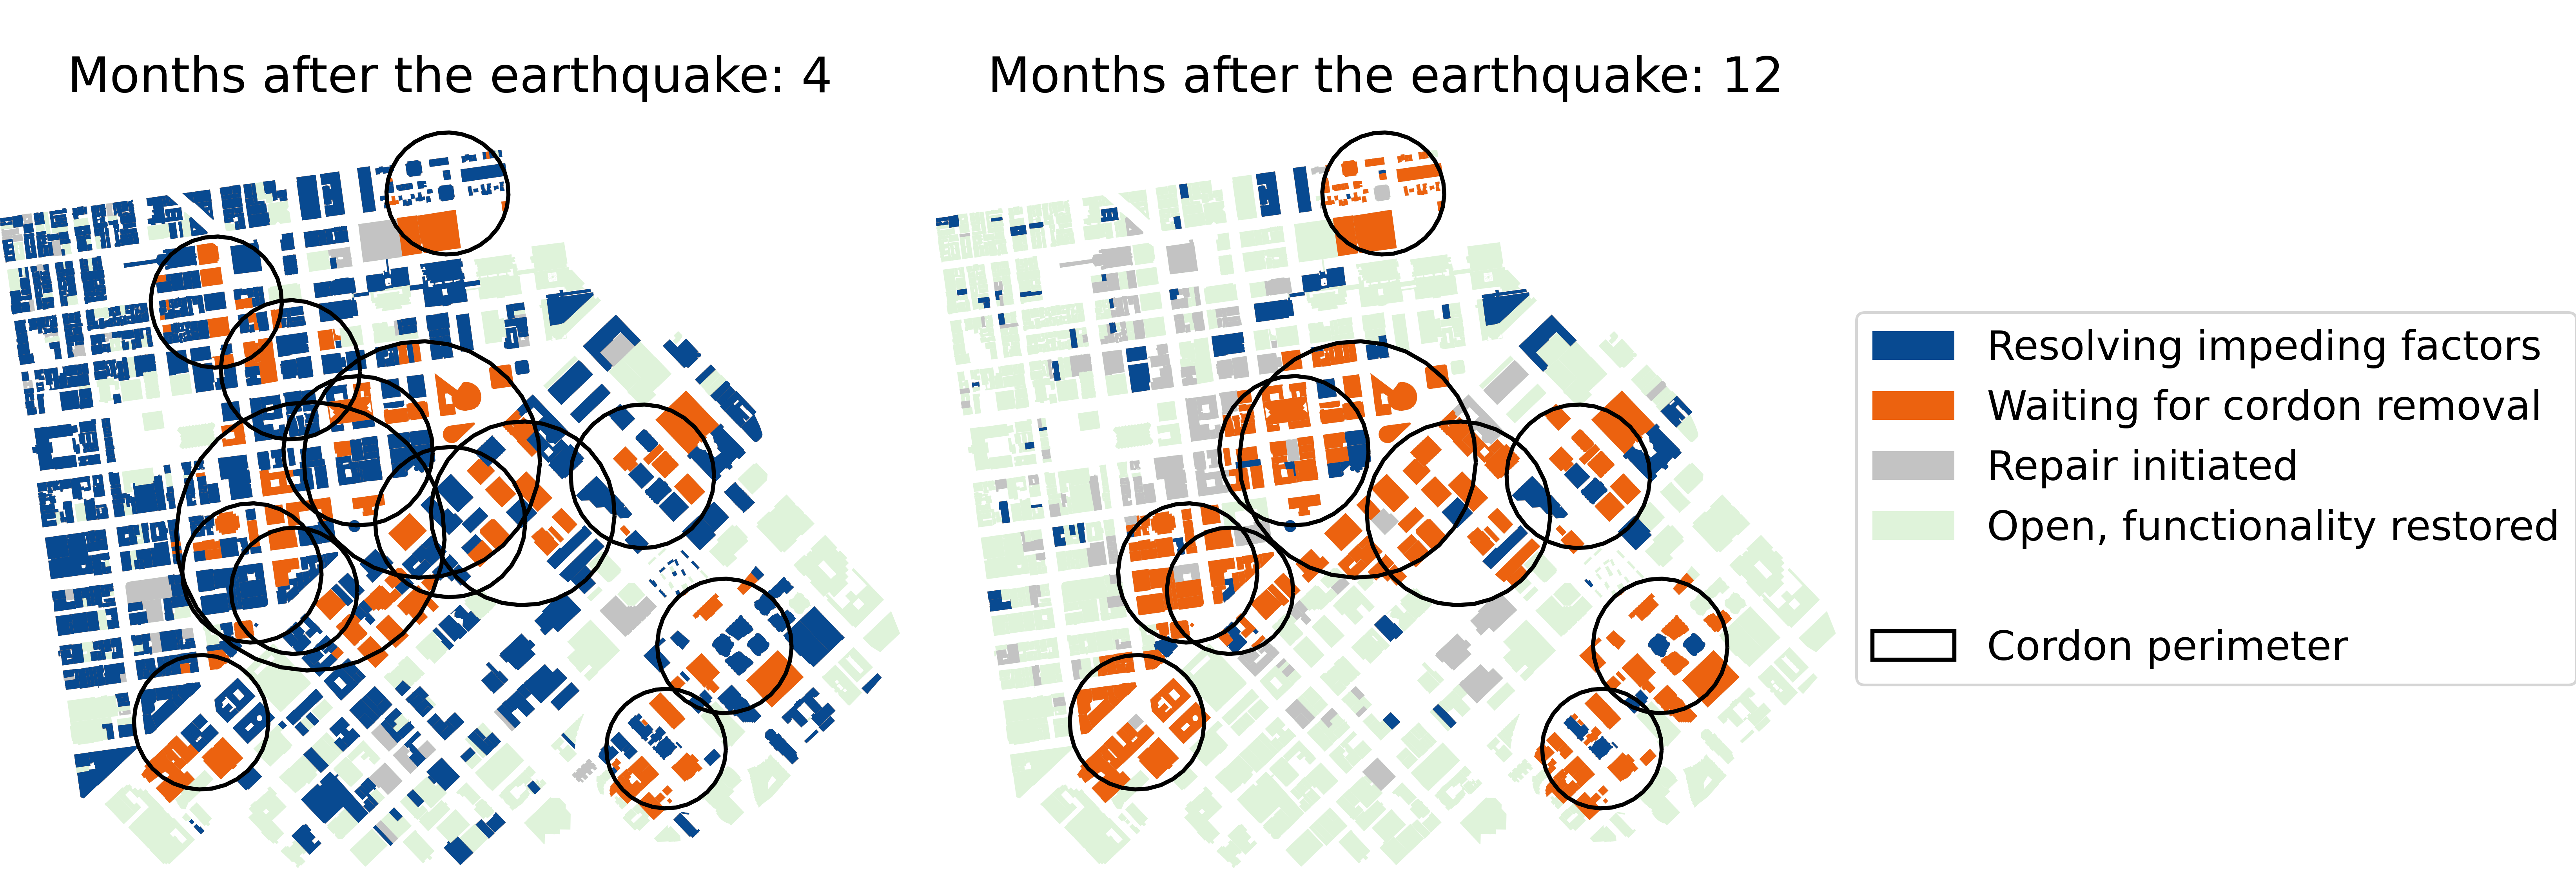 Months after the earthquake: 4
Months after the earthquake: 12
Resolving impeding factors
Waiting for cordon removal
Repair initiated
Open, functionality restored
Cordon perimeter